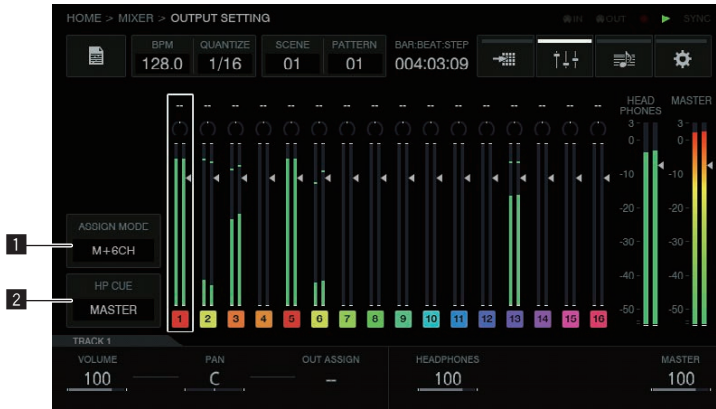 HOME > MIXER > OUTPUT SETTING
IN OUT SYNC
BPM QUANTIZE SCENE PATTERN BAR:BEAT:STEP
128.0 1/16 01 01 004:03:09
HEAD PHONES MASTER
-- -- -- -- -- -- -- -- -- -- -- -- -- -- -- --
3 3
0 0
-10 -10
-20 -20
-30 -30
-40 -40
-50 -50
1
ASSIGN MODE
M+6CH
2
HP CUE
MASTER
1 2 3 4 5 6 7 8 9 10 11 12 13 14 15 16
TRACK 1
VOLUME PAN OUT ASSIGN HEADPHONES MASTER
100 C -- 100 100